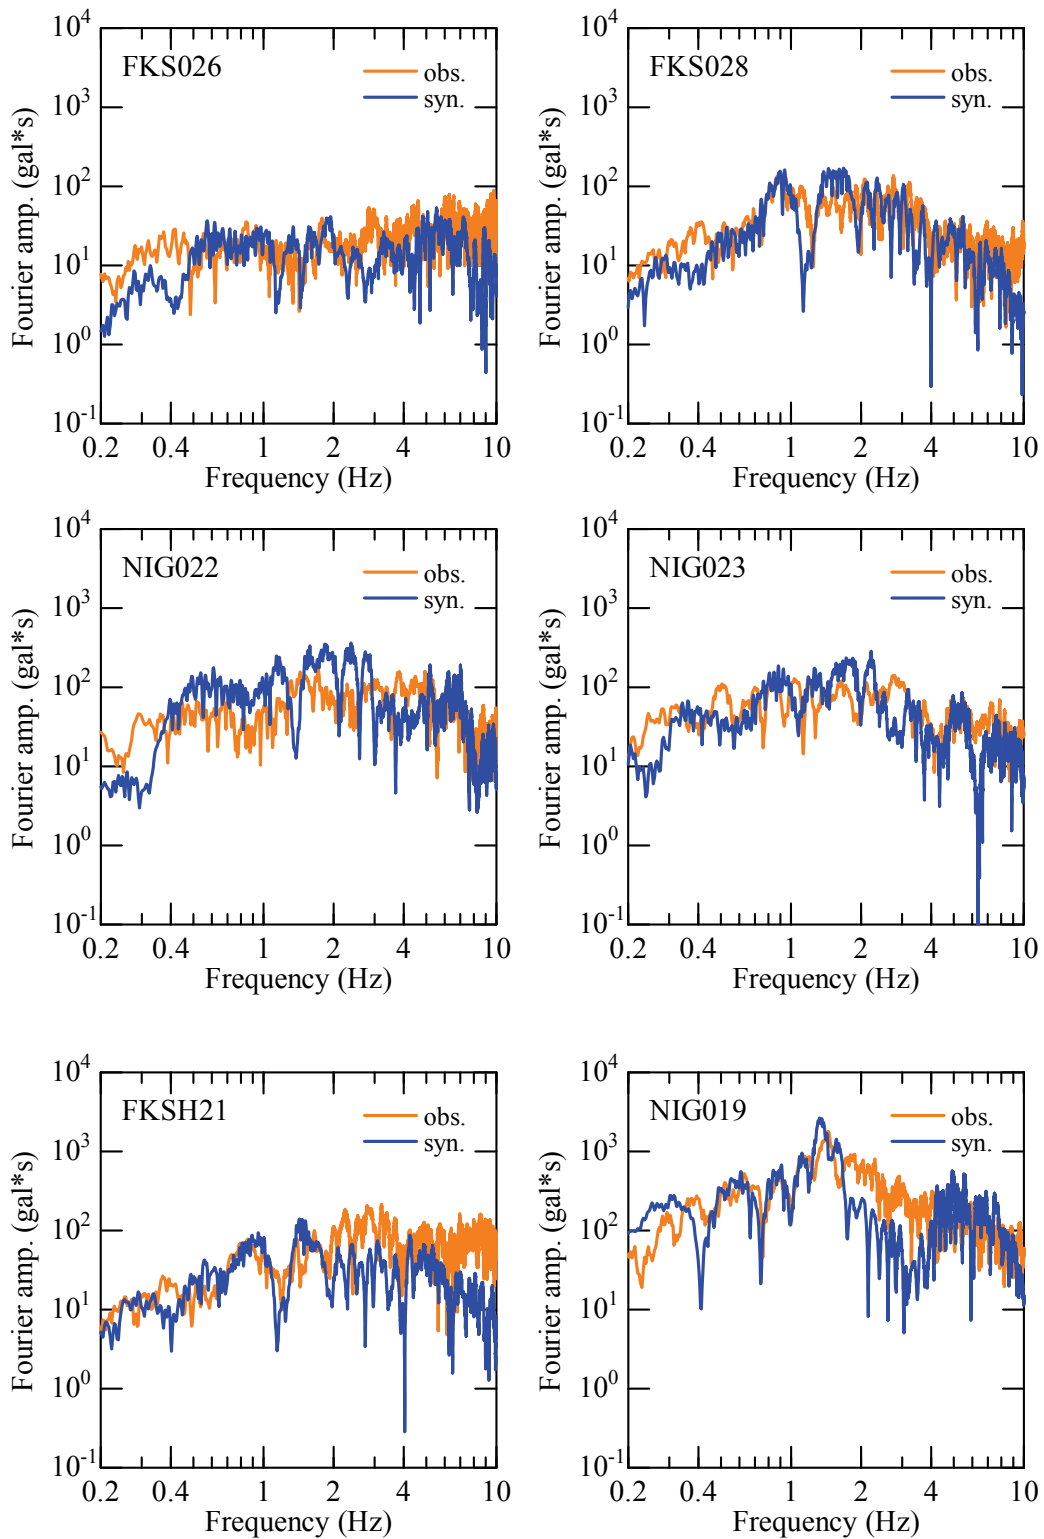 FKS026
obs.
syn.
Fourier amp. (gal*s)
10^4
10^3
10^2
10^1
10^0
10^-1
0.2 0.4 1 2 4 10
Frequency (Hz)
FKS028
obs.
syn.
Fourier amp. (gal*s)
10^4
10^3
10^2
10^1
10^0
10^-1
0.2 0.4 1 2 4 10
Frequency (Hz)
NIG022
obs.
syn.
Fourier amp. (gal*s)
10^4
10^3
10^2
10^1
10^0
10^-1
0.2 0.4 1 2 4 10
Frequency (Hz)
NIG023
obs.
syn.
Fourier amp. (gal*s)
10^4
10^3
10^2
10^1
10^0
10^-1
0.2 0.4 1 2 4 10
Frequency (Hz)
FKSH21
obs.
syn.
Fourier amp. (gal*s)
10^4
10^3
10^2
10^1
10^0
10^-1
0.2 0.4 1 2 4 10
Frequency (Hz)
NIG019
obs.
syn.
Fourier amp. (gal*s)
10^4
10^3
10^2
10^1
10^0
10^-1
0.2 0.4 1 2 4 10
Frequency (Hz)